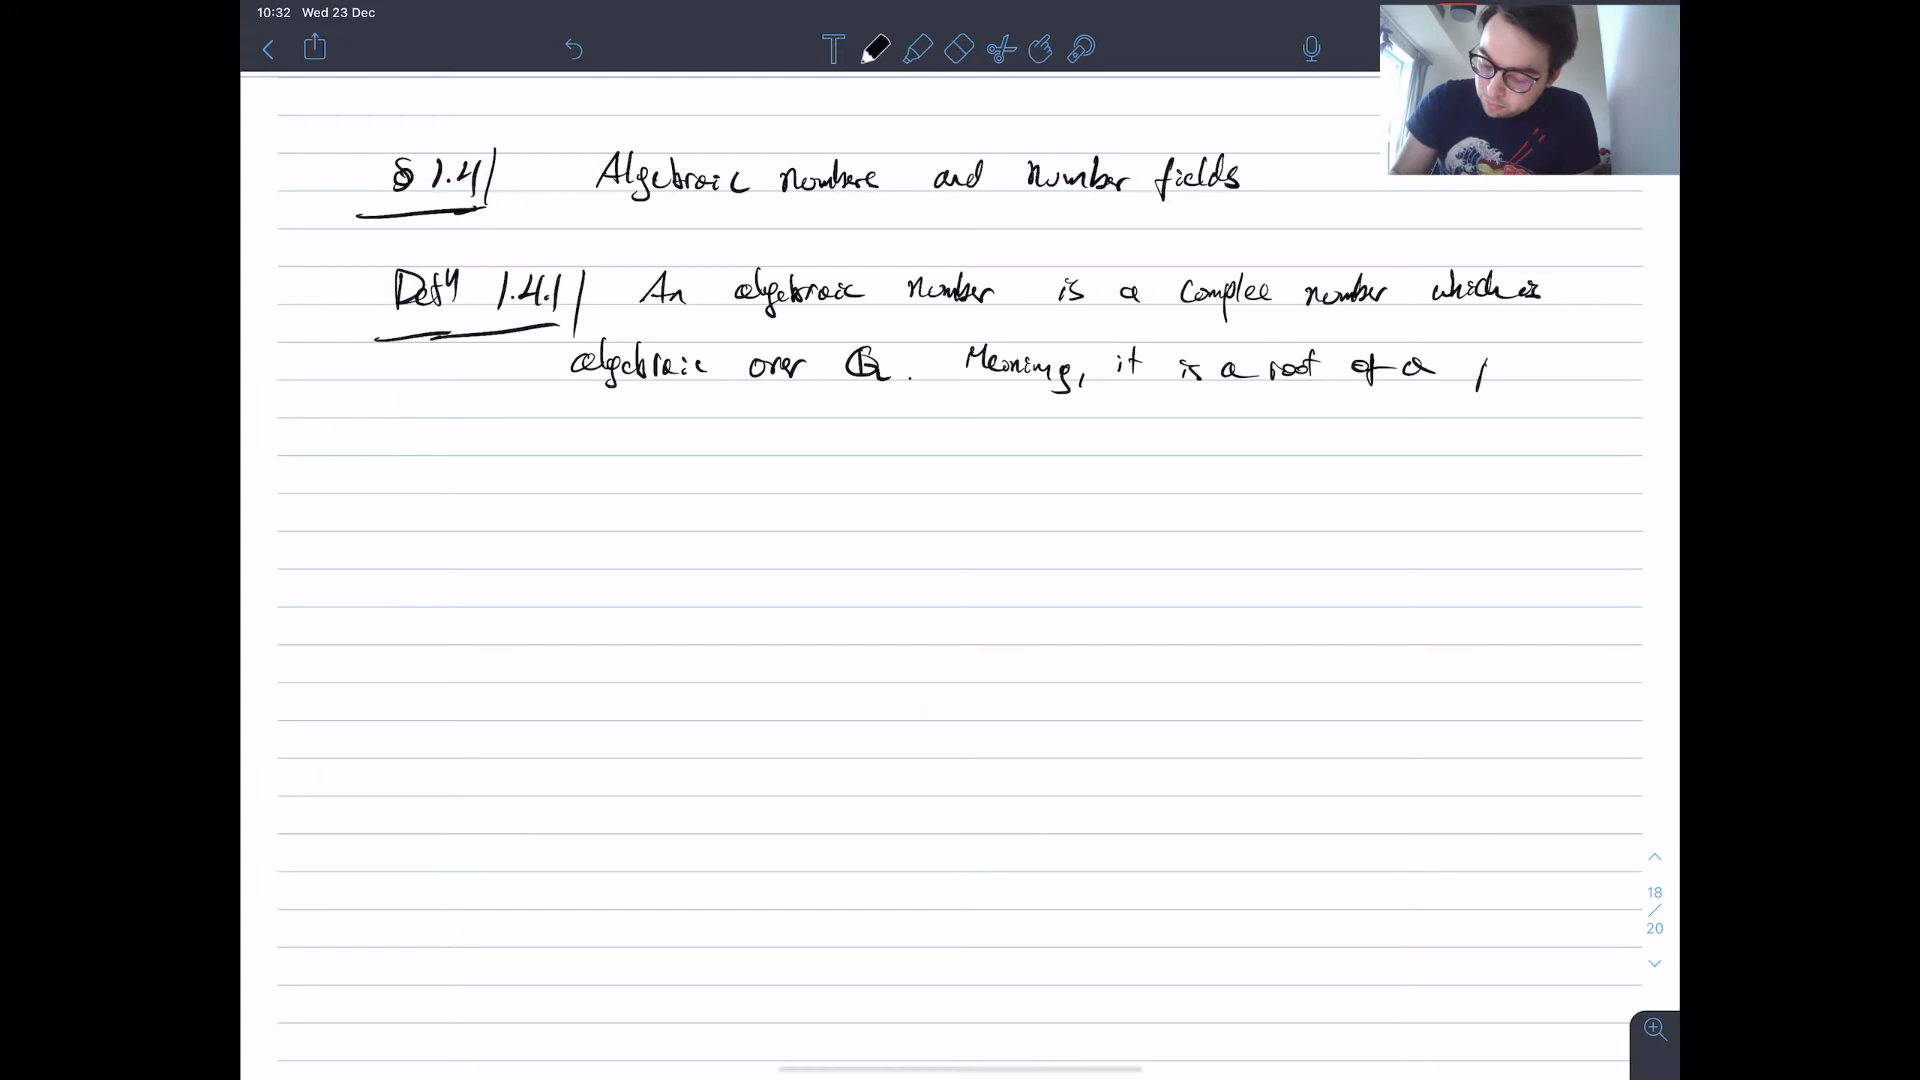 10:32 Wed 23 Dec
§ 1.4 Algebraic numbers and number fields
Defn 1.4.1 An algebraic number is a complex number which is
algebraic over Q. Meaning, it is a root of a
18
/
20